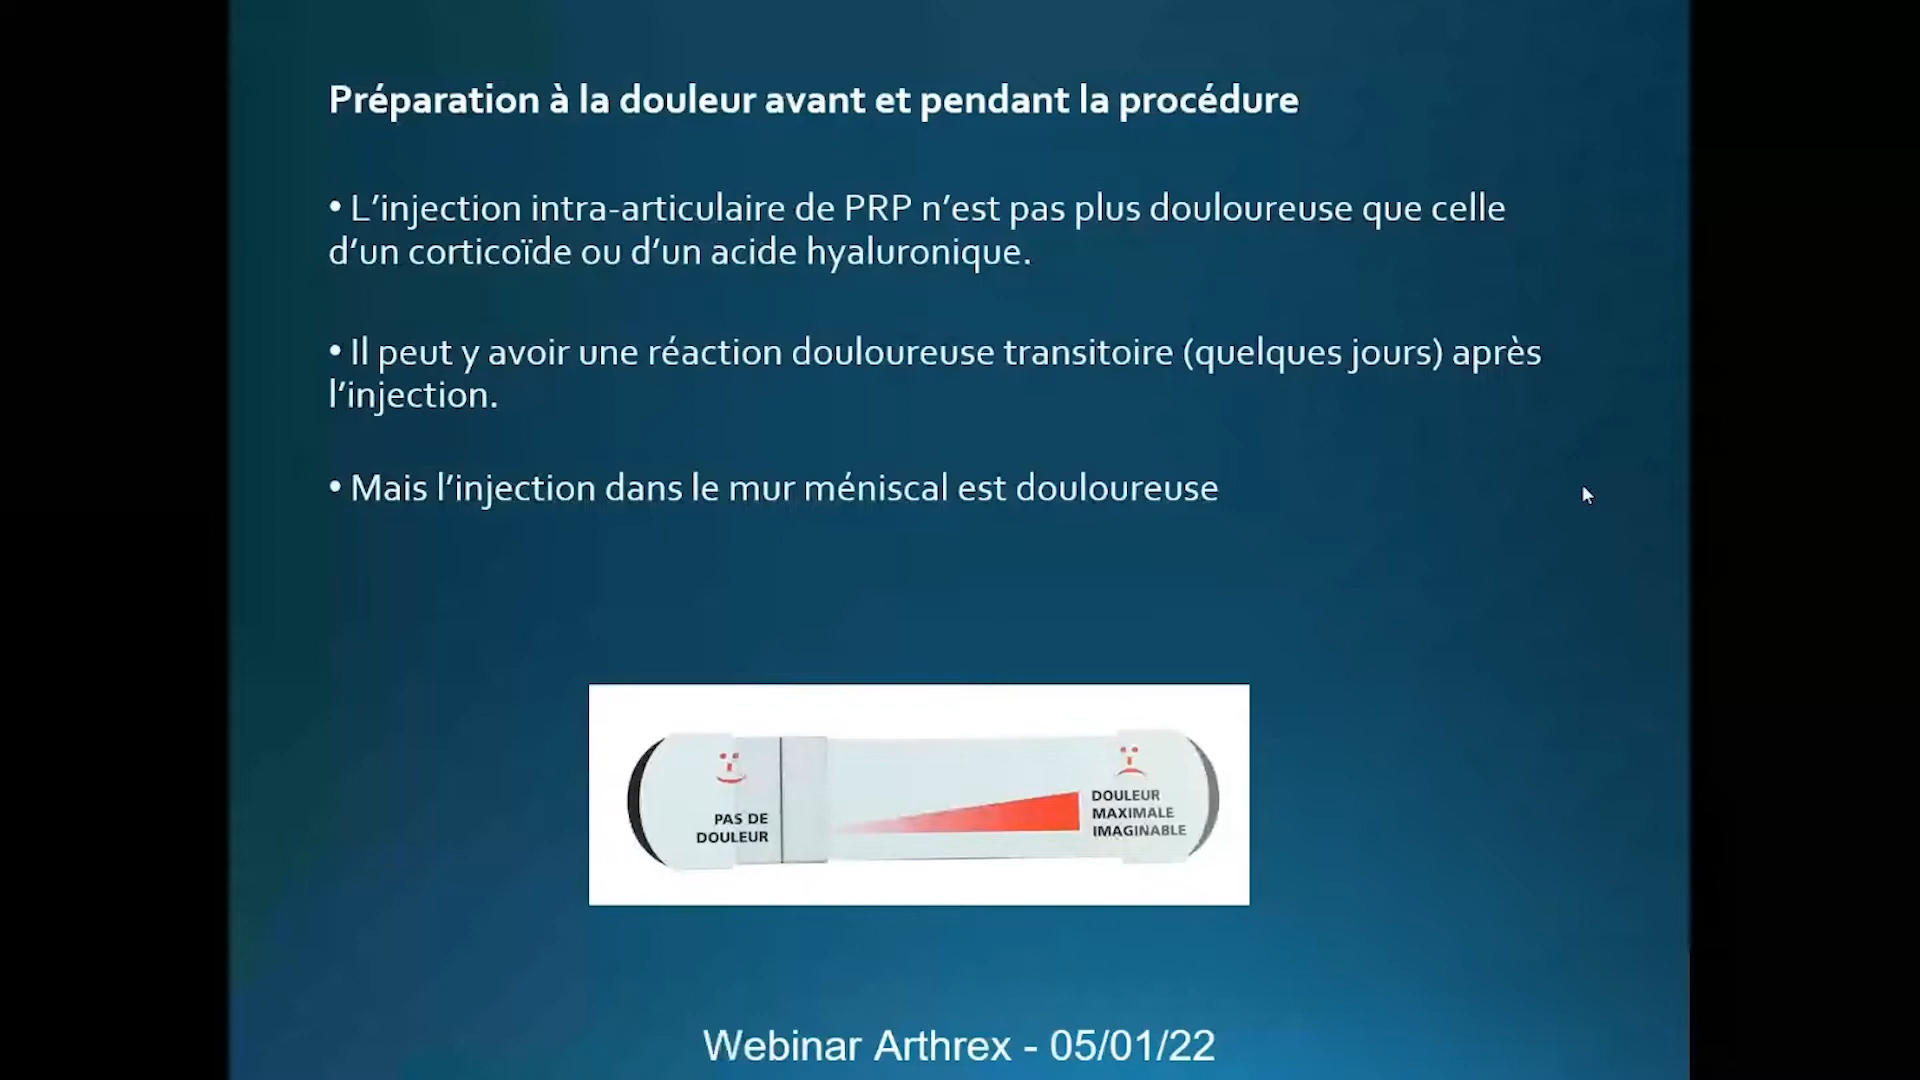 Préparation à la douleur avant et pendant la procédure
• L’injection intra-articulaire de PRP n’est pas plus douloureuse que celle
d’un corticoïde ou d’un acide hyaluronique.
• Il peut y avoir une réaction douloureuse transitoire (quelques jours) après
l’injection.
• Mais l’injection dans le mur méniscal est douloureuse
PAS DE
DOULEUR
DOULEUR
MAXIMALE
IMAGINABLE
Webinar Arthrex - 05/01/22